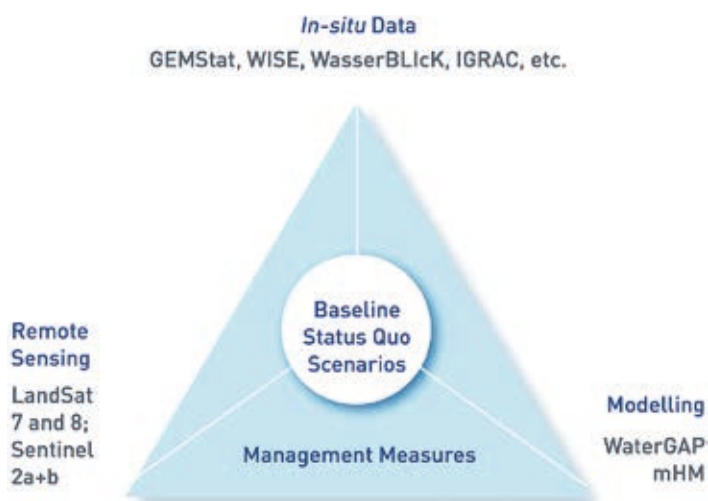 In-situ Data
GEMStat, WISE, WasserBLIcK, IGRAC, etc.
Baseline
Status Quo
Scenarios
Remote
Sensing
LandSat
7 and 8;
Sentinel
2a+b
Management Measures
Modelling
WaterGAP
mHM